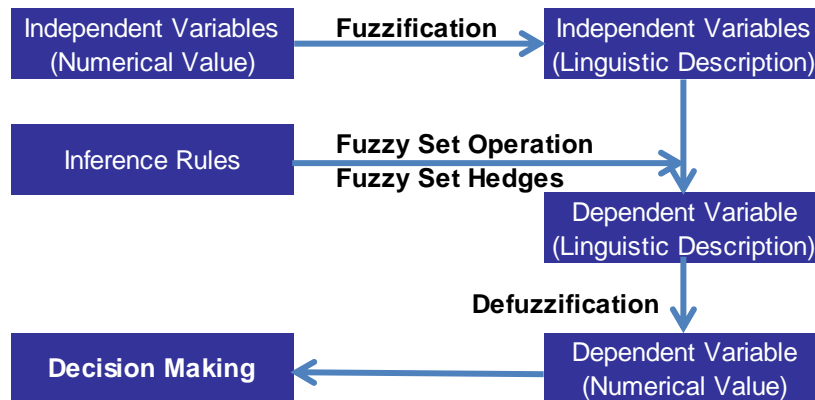 Independent Variables
(Numerical Value)
Fuzzification
Independent Variables
(Linguistic Description)
Inference Rules
Fuzzy Set Operation
Fuzzy Set Hedges
Dependent Variable
(Linguistic Description)
Defuzzification
Decision Making
Dependent Variable
(Numerical Value)